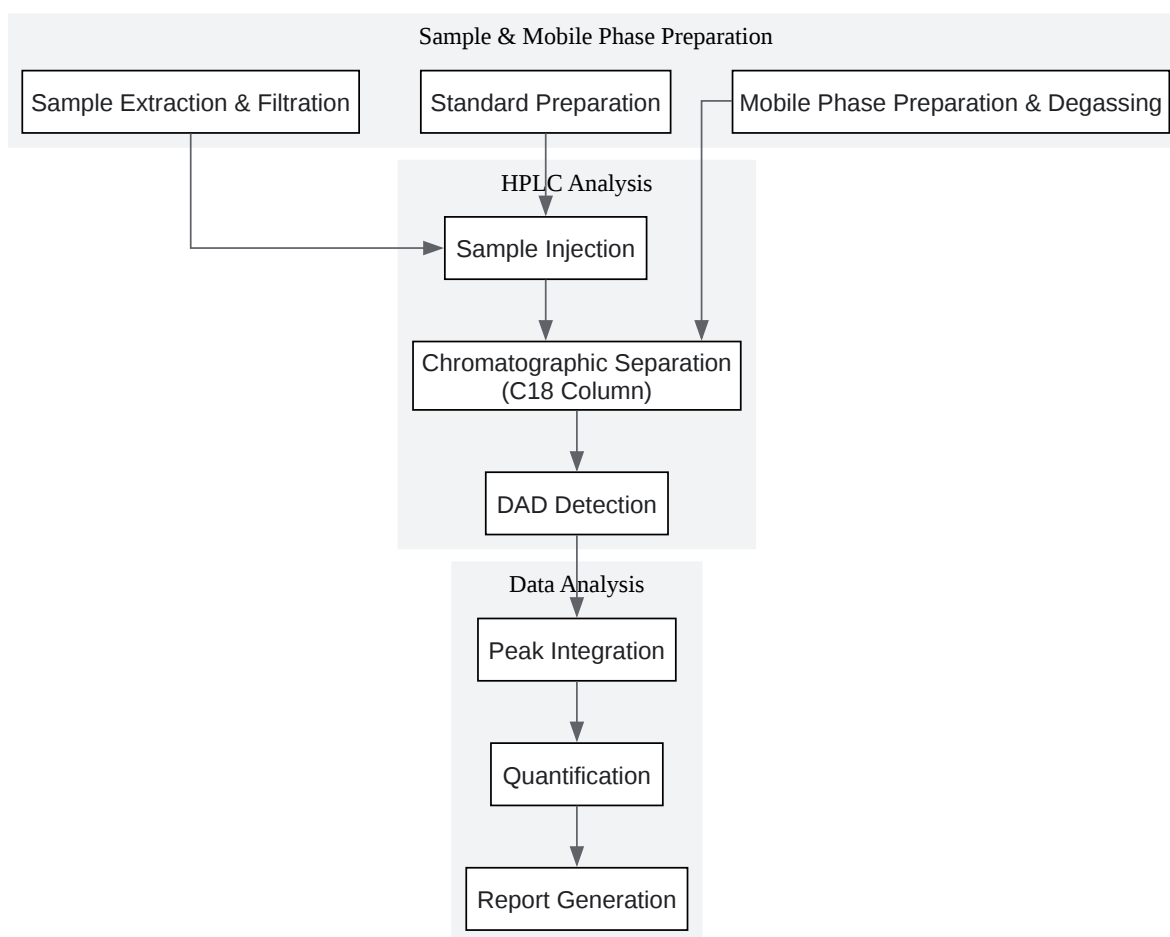 Sample & Mobile Phase Preparation
Sample Extraction & Filtration
Standard Preparation
Mobile Phase Preparation & Degassing
HPLC Analysis
Sample Injection
Chromatographic Separation
(C18 Column)
DAD Detection
Data Analysis
Peak Integration
Quantification
Report Generation